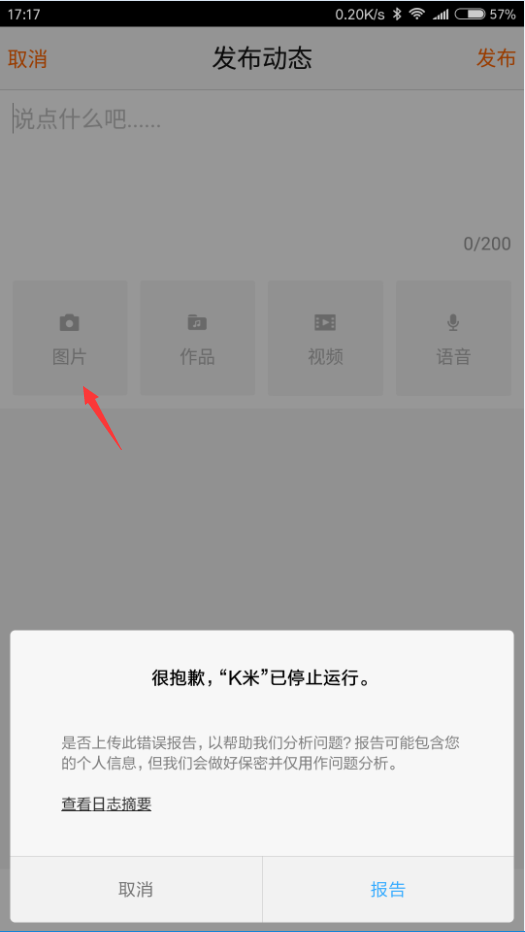 17:17
0.20K/s
57%
取消
发布动态
发布
说点什么吧......
0/200
图片
作品
视频
语音
很抱歉，“K米”已停止运行。
是否上传此错误报告，以帮助我们分析问题？报告可能包含您
的个人信息，但我们会做好保密并仅用作问题分析。
查看日志摘要
取消
报告